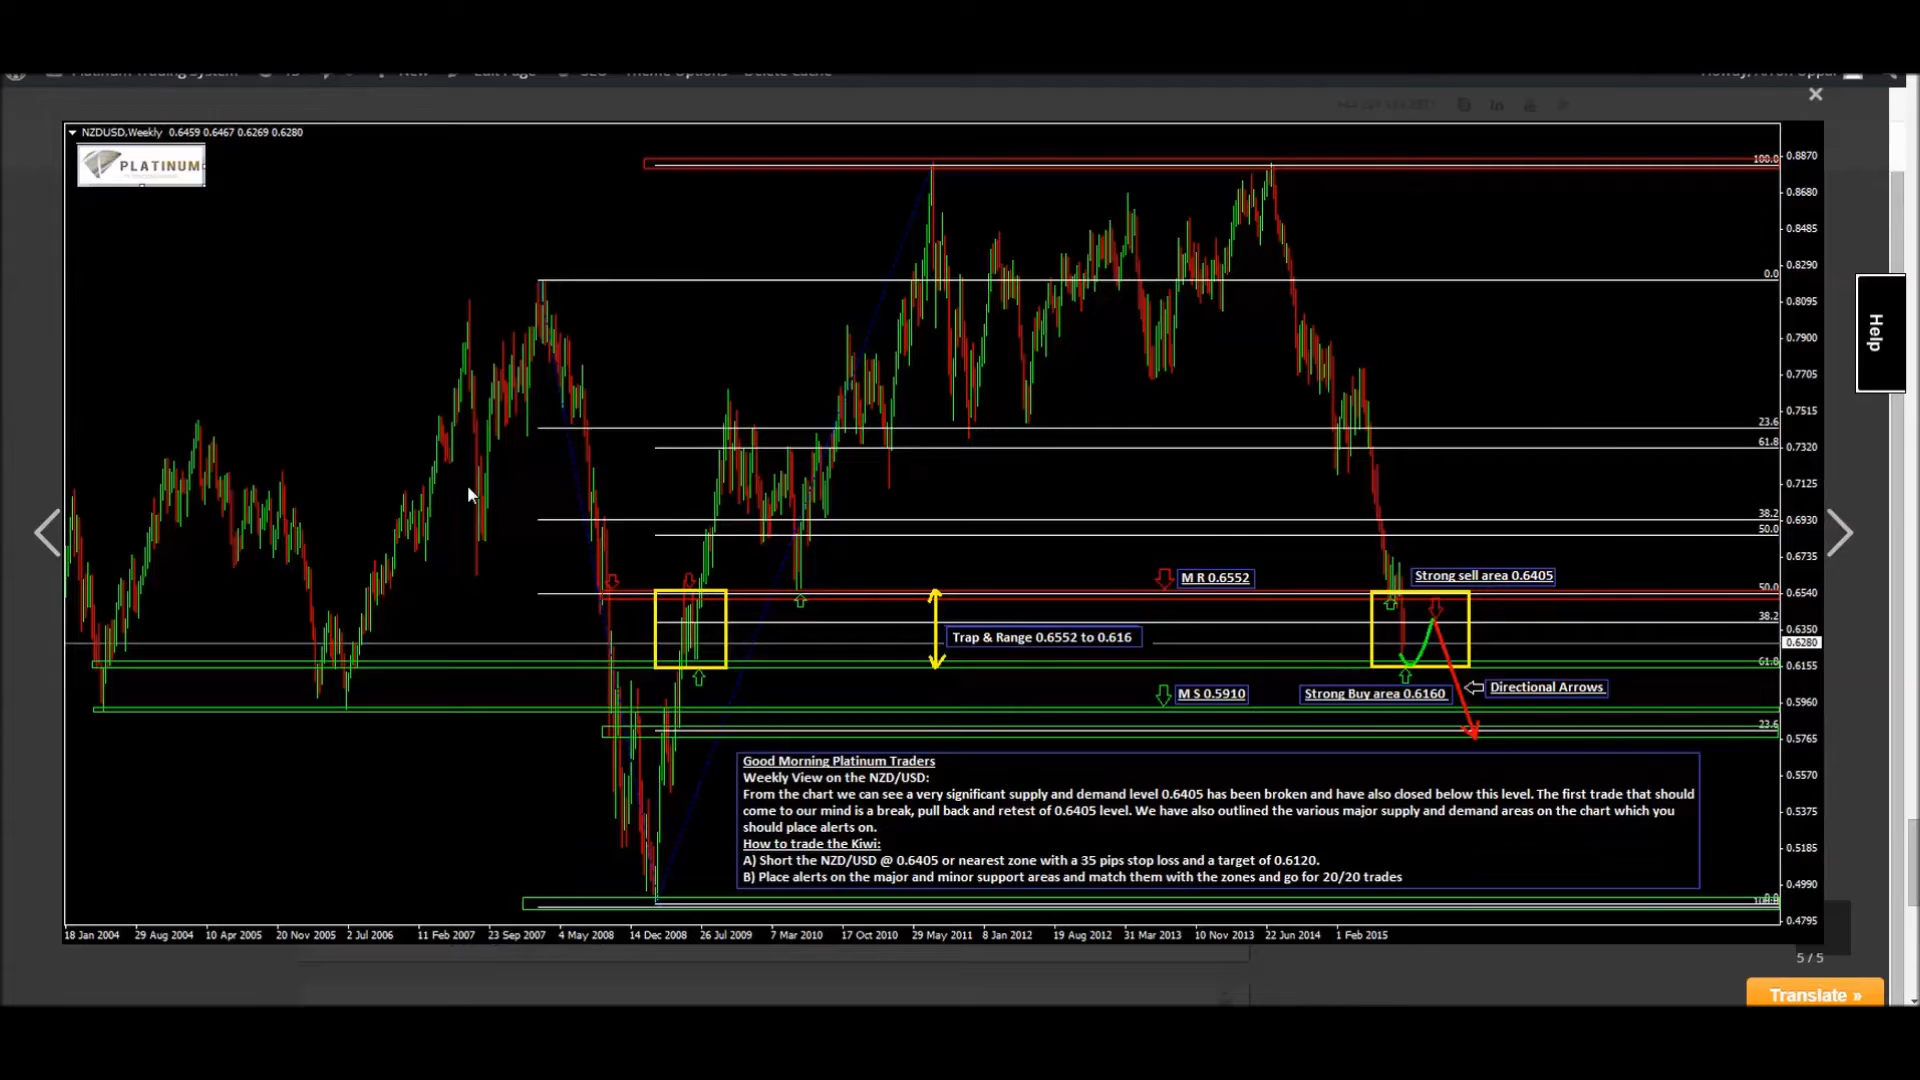 NZDUSD,Weekly 0.6459 0.6467 0.6269 0.6280
PLATINUM
0.8870
100.0
0.8680
0.8485
0.8290
0.0
0.8095
0.7900
0.7705
0.7515
23.6
61.8
0.7320
0.7125
38.2
0.6930
50.0
0.6735
Help
M R 0.6552
Strong sell area 0.6405
50.0
0.6540
38.2
0.6350
Trap & Range 0.6552 to 0.616
0.6280
61.8
0.6155
M S 0.5910
Strong Buy area 0.6160
Directional Arrows
0.5960
23.6
0.5765
0.5570
0.5375
0.5185
0.4990
0.4795
Good Morning Platinum Traders
Weekly View on the NZD/USD:
From the chart we can see a very significant supply and demand level 0.6405 has been broken and have also closed below this level. The first trade that should
come to our mind is a break, pull back and retest of 0.6405 level. We have also outlined the various major supply and demand areas on the chart which you
should place alerts on.
How to trade the Kiwi:
A) Short the NZD/USD @ 0.6405 or nearest zone with a 35 pips stop loss and a target of 0.6120.
B) Place alerts on the major and minor support areas and match them with the zones and go for 20/20 trades
18 Jan 2004 29 Aug 2004 10 Apr 2005 20 Nov 2005 2 Jul 2006 11 Feb 2007 23 Sep 2007 4 May 2008 14 Dec 2008 26 Jul 2009 7 Mar 2010 17 Oct 2010 29 May 2011 8 Jan 2012 19 Aug 2012 31 Mar 2013 10 Nov 2013 22 Jun 2014 1 Feb 2015
5 / 5
Translate »